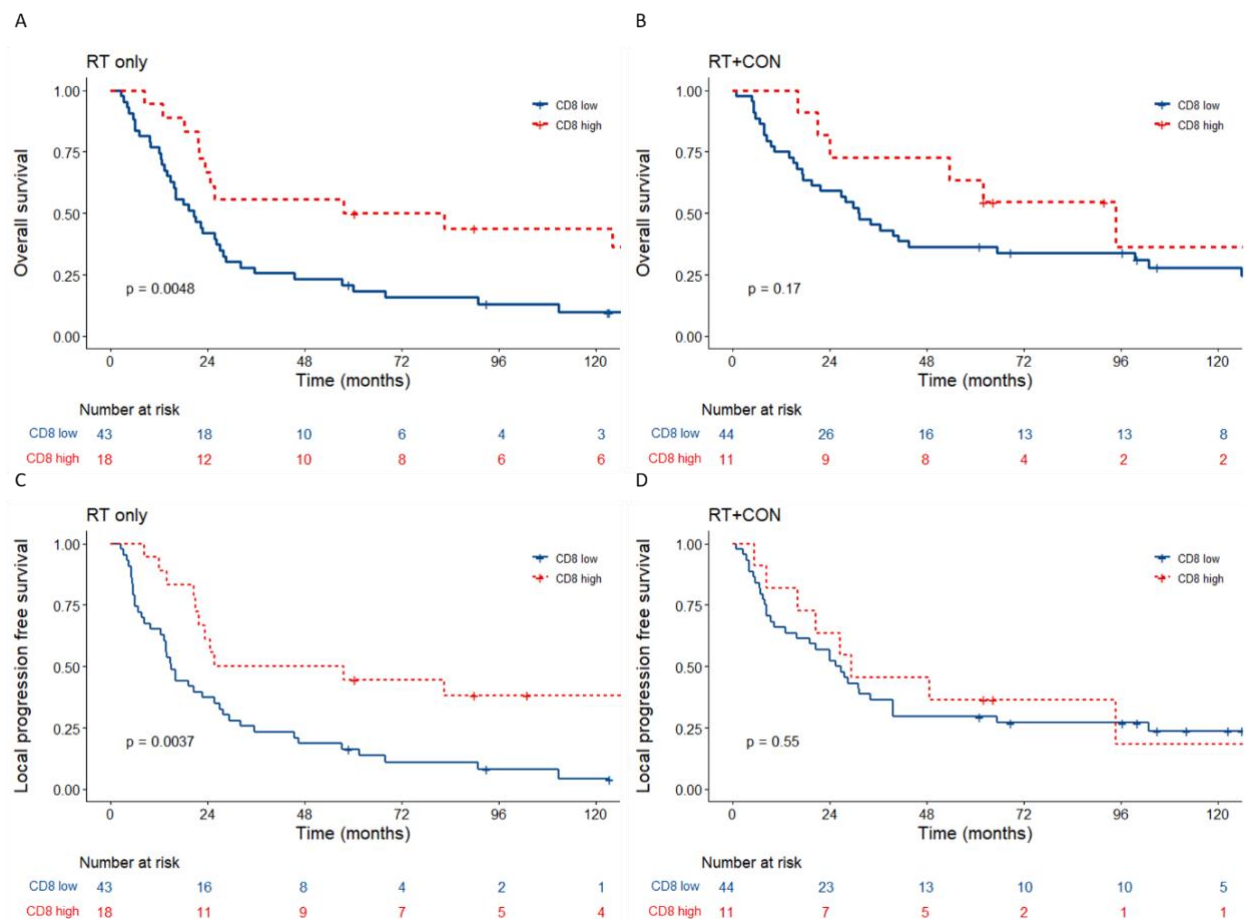 A
RT only
1.00
0.75
0.50
0.25
0.00
Overall survival
CD8 low
CD8 high
p = 0.0048
0 24 48 72 96 120
Time (months)
Number at risk
CD8 low 43 18 10 6 4 3
CD8 high 18 12 10 8 6 6
B
RT+CON
1.00
0.75
0.50
0.25
0.00
Overall survival
CD8 low
CD8 high
p = 0.17
0 24 48 72 96 120
Time (months)
Number at risk
CD8 low 44 26 16 13 13 8
CD8 high 11 9 8 4 2 2
C
RT only
1.00
0.75
0.50
0.25
0.00
Local progression free survival
CD8 low
CD8 high
p = 0.0037
0 24 48 72 96 120
Time (months)
Number at risk
CD8 low 43 16 8 4 2 1
CD8 high 18 11 9 7 5 4
D
RT+CON
1.00
0.75
0.50
0.25
0.00
Local progression free survival
CD8 low
CD8 high
p = 0.55
0 24 48 72 96 120
Time (months)
Number at risk
CD8 low 44 23 13 10 10 5
CD8 high 11 7 5 2 1 1